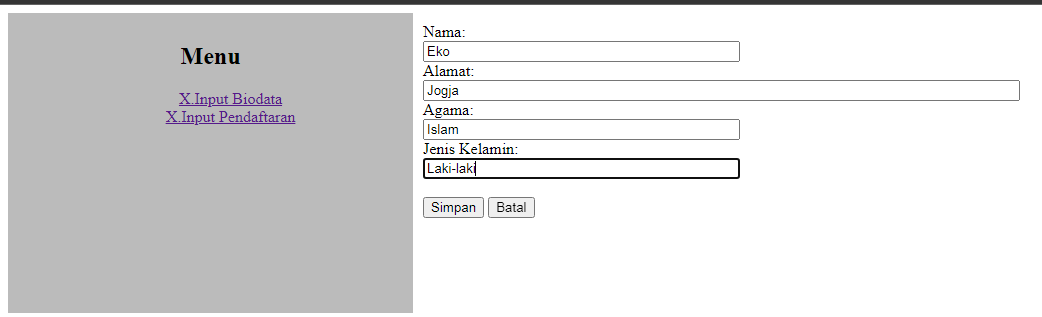 Menu
X.Input Biodata
X.Input Pendaftaran
Nama:
Eko
Alamat:
Jogja
Agama:
Islam
Jenis Kelamin:
Laki-laki
Simpan Batal